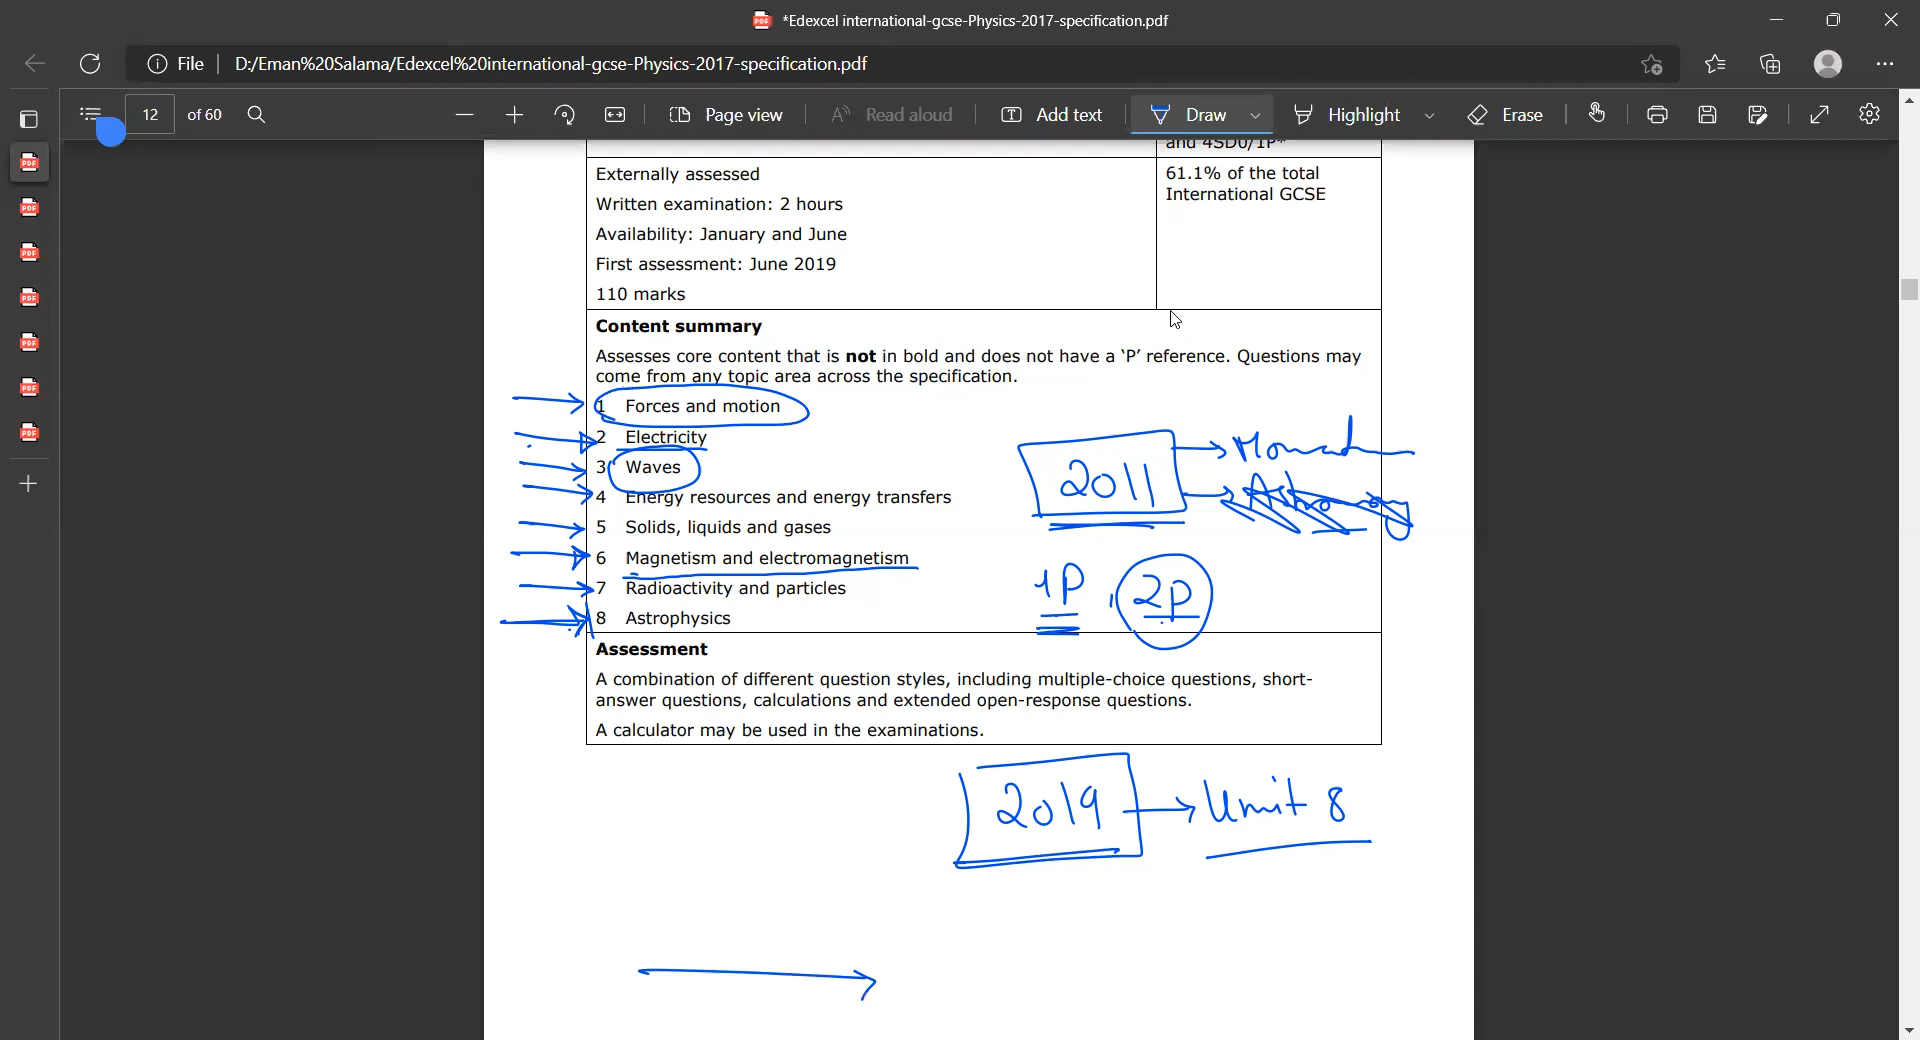 *Edexcel international-gcse-Physics-2017-specification.pdf
File D:/Eman%20Salama/Edexcel%20international-gcse-Physics-2017-specification.pdf
12 of 60 Page view Read aloud Add text Draw Highlight Erase
and 4SD0/1P*
Externally assessed
61.1% of the total
International GCSE
Written examination: 2 hours
Availability: January and June
First assessment: June 2019
110 marks
Content summary
Assesses core content that is not in bold and does not have a ‘P’ reference. Questions may
come from any topic area across the specification.
1 Forces and motion
2 Electricity
3 Waves
4 Energy resources and energy transfers
5 Solids, liquids and gases
6 Magnetism and electromagnetism
7 Radioactivity and particles
8 Astrophysics
2011
1P , 2P
Assessment
A combination of different question styles, including multiple-choice questions, short-
answer questions, calculations and extended open-response questions.
A calculator may be used in the examinations.
2019 → Unit 8